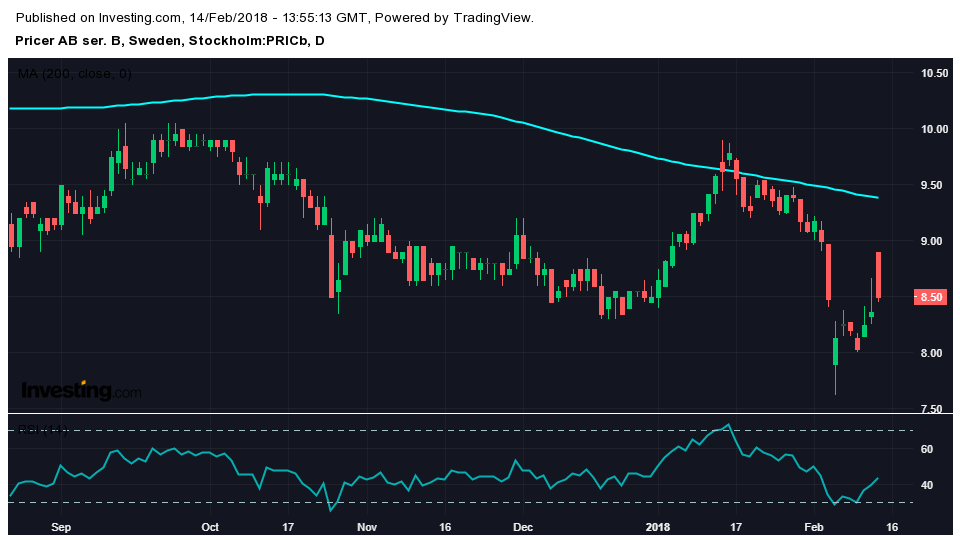 Published on Investing.com, 14/Feb/2018 - 13:55:13 GMT, Powered by TradingView.
Pricer AB ser. B, Sweden, Stockholm:PRICb, D
MA (200, close, 0)
10.50
10.00
9.50
9.00
8.50
8.00
7.50
Investing.com
RSI (14)
60
40
Sep Oct 17 Nov 16 Dec 2018 17 Feb 16